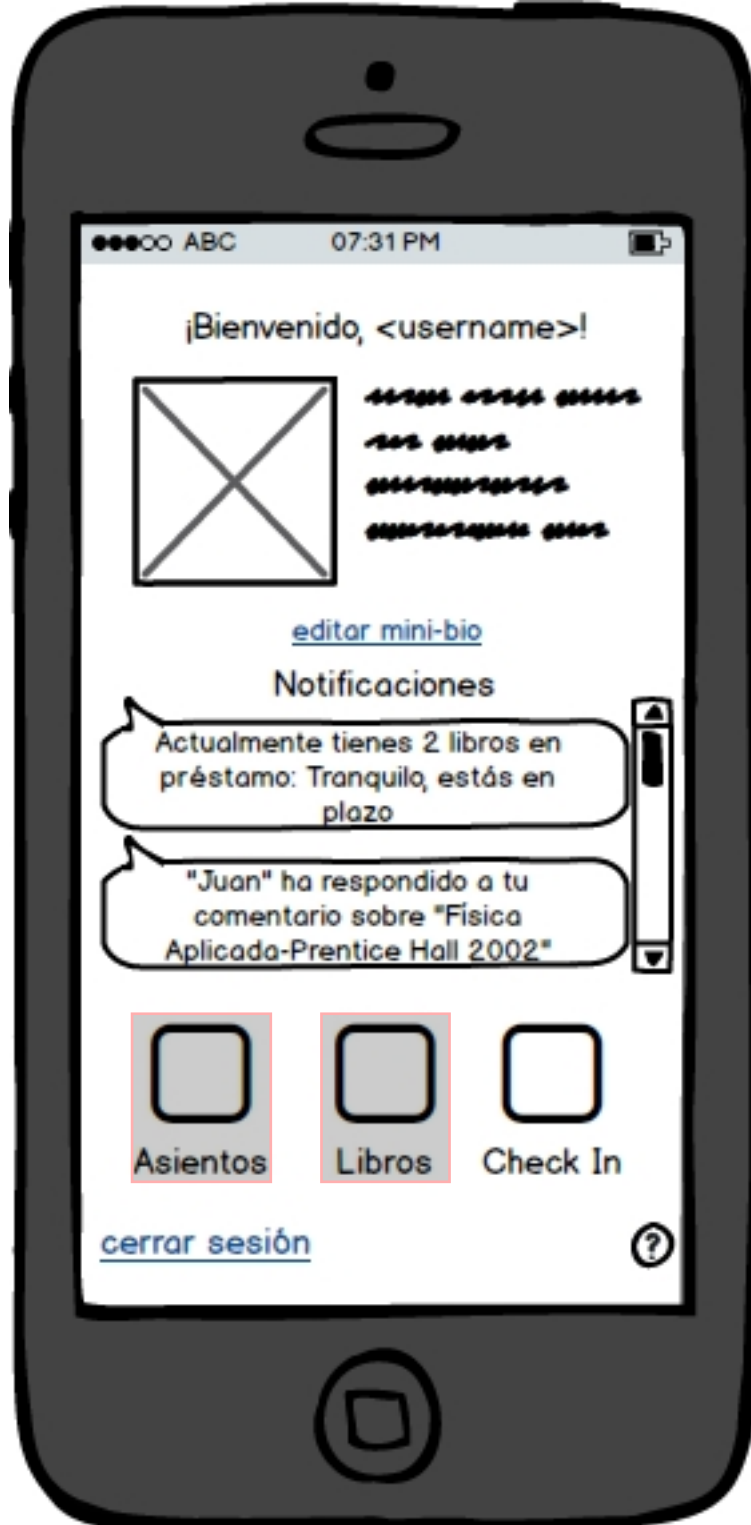 ABC 07:31 PM
¡Bienvenido, <username>!
editar mini-bio
Notificaciones
Actualmente tienes 2 libros en
préstamo: Tranquilo, estás en
plazo
"Juan" ha respondido a tu
comentario sobre "Física
Aplicada-Prentice Hall 2002"
Asientos Libros Check In
cerrar sesión ?